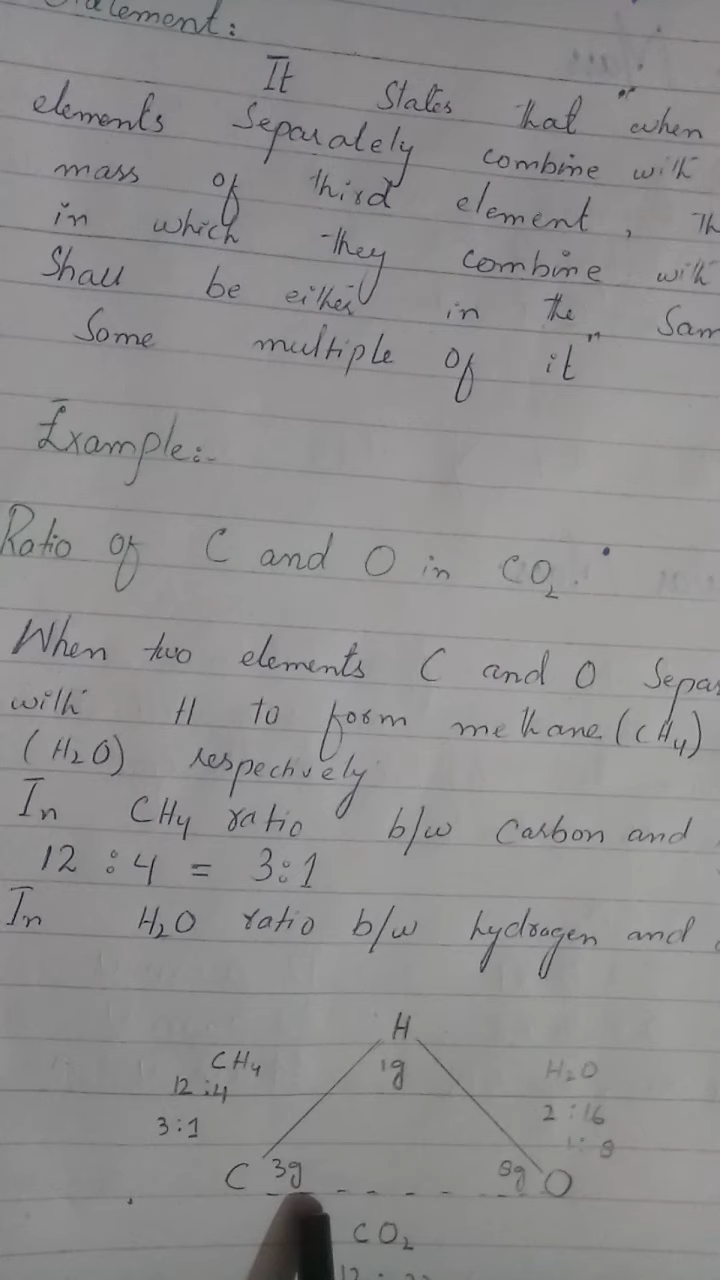 Statement:
It States that "when
elements Separately combine with
mass of third element, Th
in which they combine with
Shall be either in the Sam
Some multiple of it"
Example:-
Ratio of C and O in CO₂.
When two elements C and O Sepa
with H to form methane (CH₄)
(H₂O) respectively
In CH₄ ratio b/w Carbon and
12 : 4 = 3:1
In H₂O ratio b/w hydrogen and
H
1g
CH₄
12 : 4
3 : 1
H₂O
2 : 16
1 : 8
C 3g
8g O
CO₂
12 :